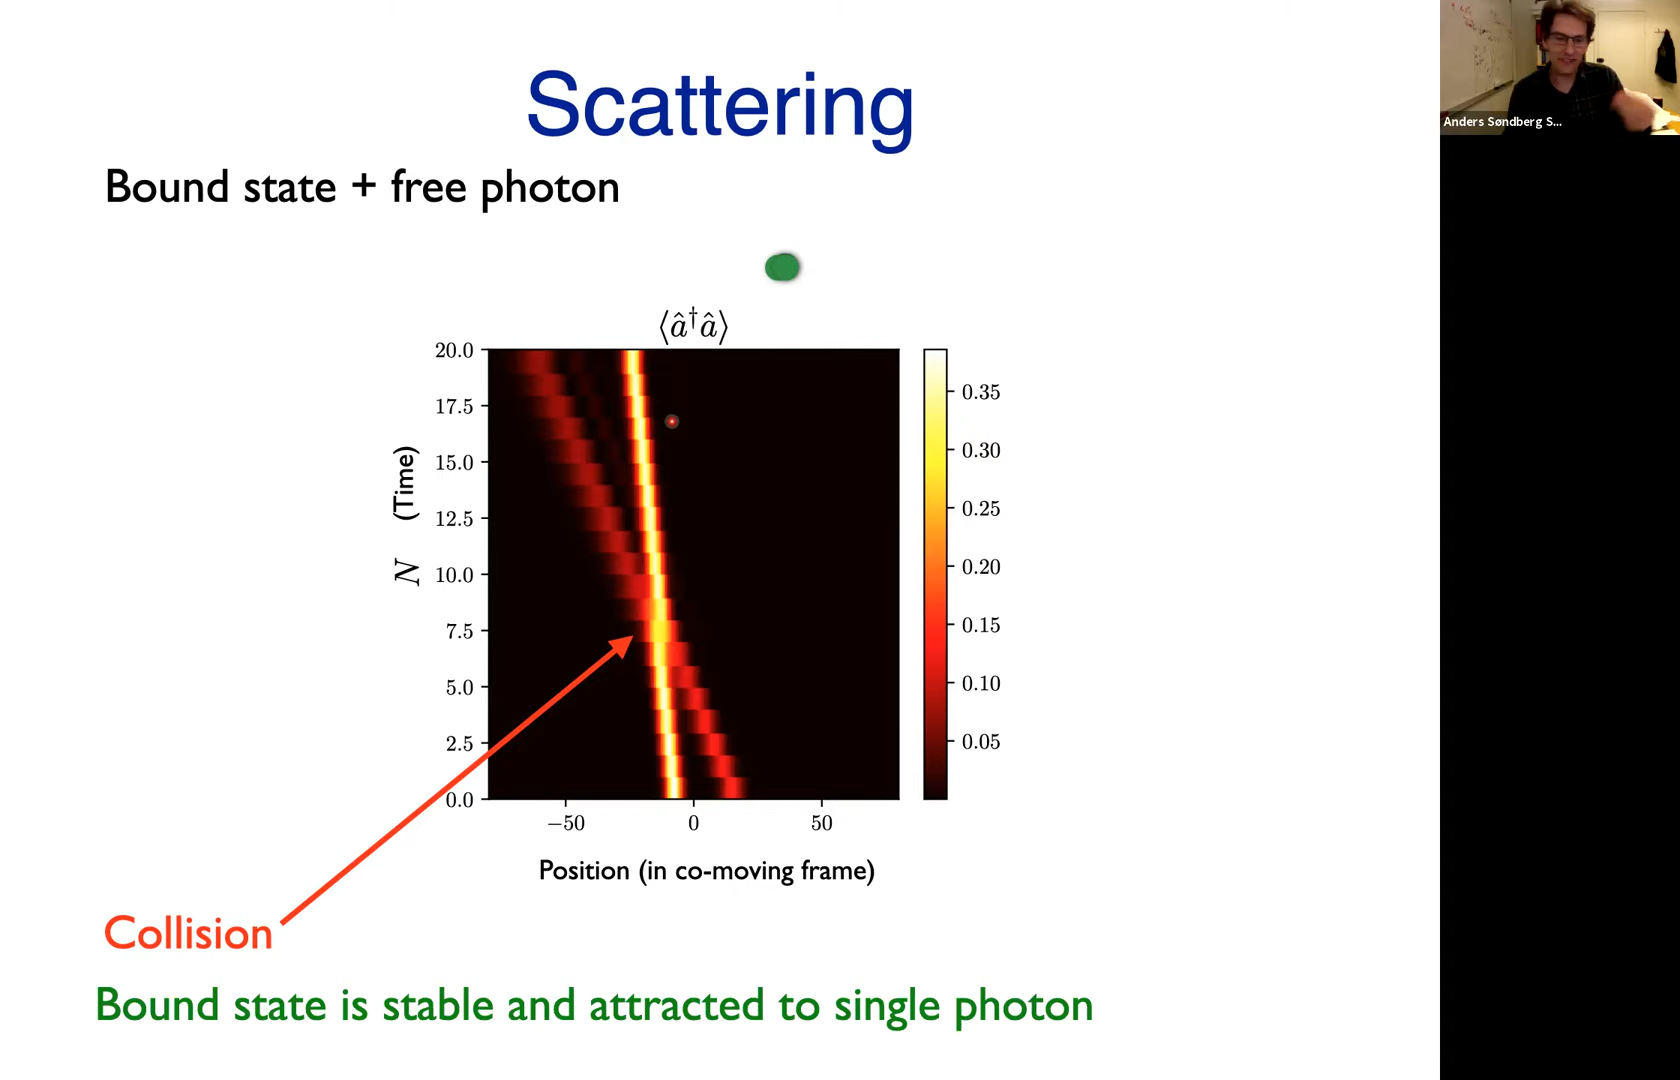 Scattering
Bound state + free photon
⟨â†â⟩
20.0
17.5
15.0
12.5
10.0
7.5
5.0
2.5
0.0
N (Time)
−50 0 50
Position (in co-moving frame)
0.35
0.30
0.25
0.20
0.15
0.10
0.05
Collision
Bound state is stable and attracted to single photon
Anders Søndberg S...